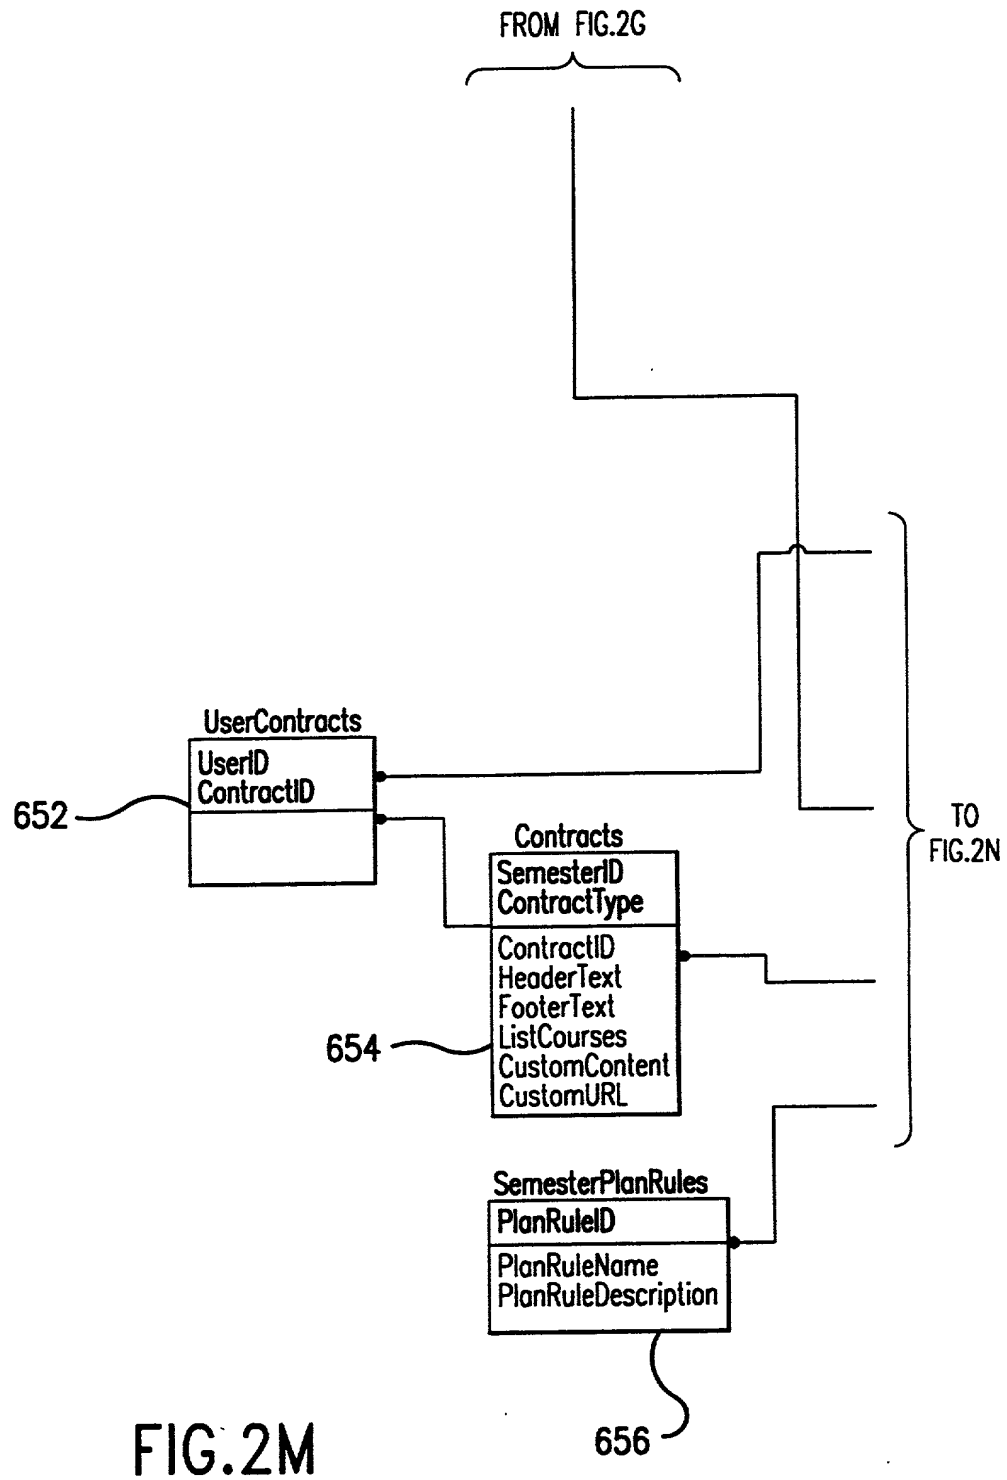 FROM FIG.2G
UserContracts
UserID
ContractID
652
TO
FIG.2N
Contracts
SemesterID
ContractType
ContractID
HeaderText
FooterText
ListCourses
CustomContent
CustomURL
654
SemesterPlanRules
PlanRuleID
PlanRuleName
PlanRuleDescription
656
FIG.2M